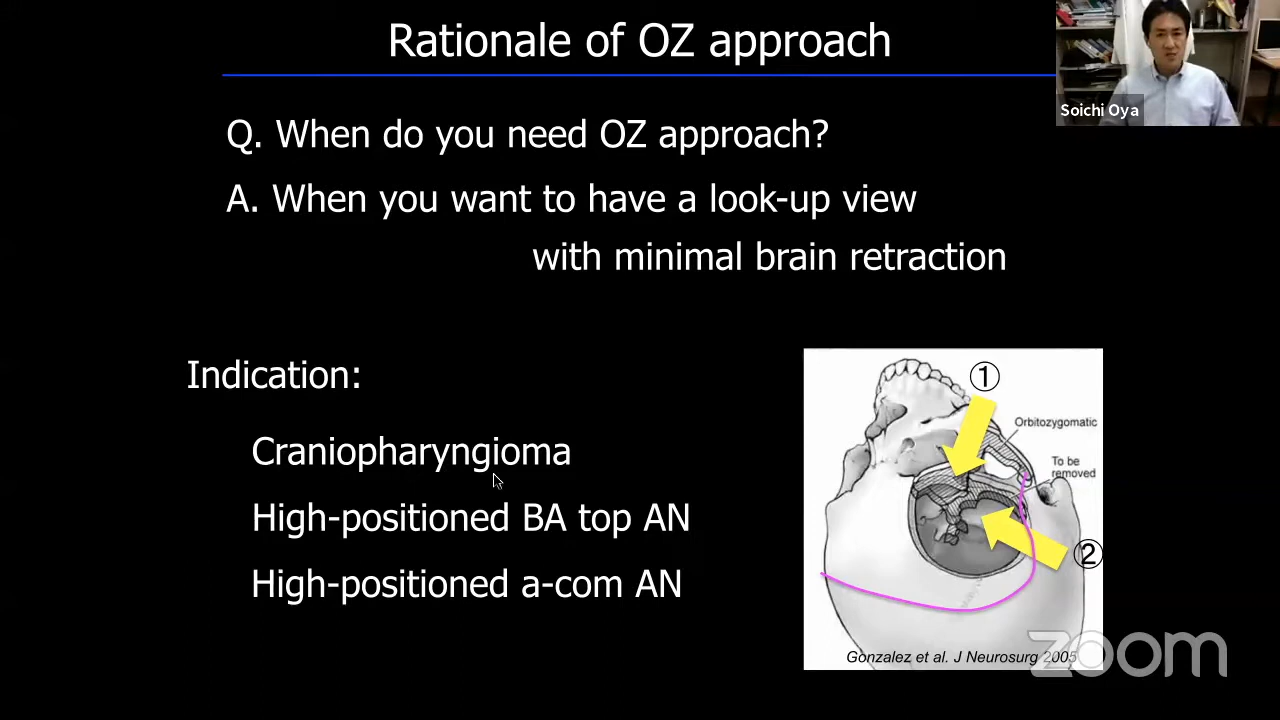 Rationale of OZ approach
Soichi Oya
Q. When do you need OZ approach?
A. When you want to have a look-up view
with minimal brain retraction
Indication:
Craniopharyngioma
High-positioned BA top AN
High-positioned a-com AN
①
Orbitozygomatic
To be
removed
②
Gonzalez et al. J Neurosurg 2005
zoom